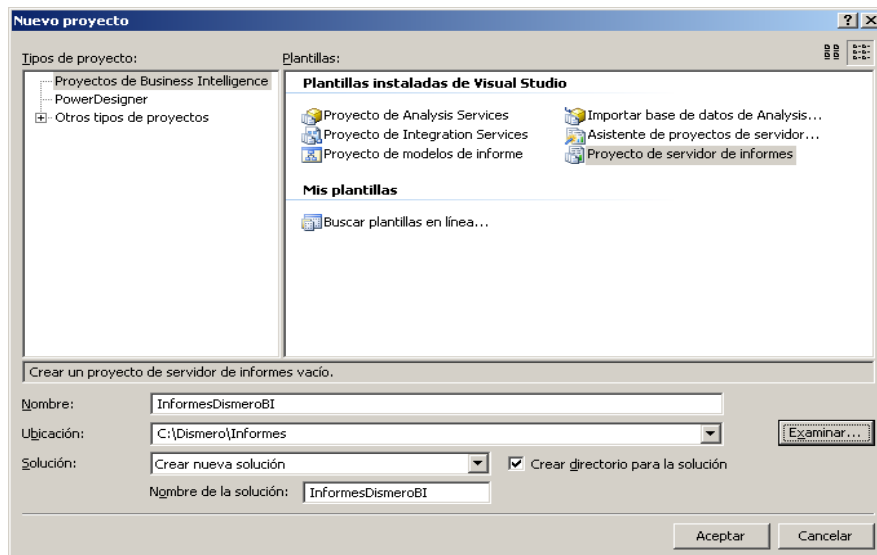 Nuevo proyecto
Tipos de proyecto:
Plantillas:
Proyectos de Business Intelligence
PowerDesigner
Otros tipos de proyectos
Plantillas instaladas de Visual Studio
Proyecto de Analysis Services
Importar base de datos de Analysis...
Proyecto de Integration Services
Asistente de proyectos de servidor...
Proyecto de modelos de informe
Proyecto de servidor de informes
Mis plantillas
Buscar plantillas en línea...
Crear un proyecto de servidor de informes vacío.
Nombre: InformesDismeroBI
Ubicación: C:\Dismero\Informes Examinar...
Solución: Crear nueva solución Crear directorio para la solución
Nombre de la solución: InformesDismeroBI
Aceptar Cancelar